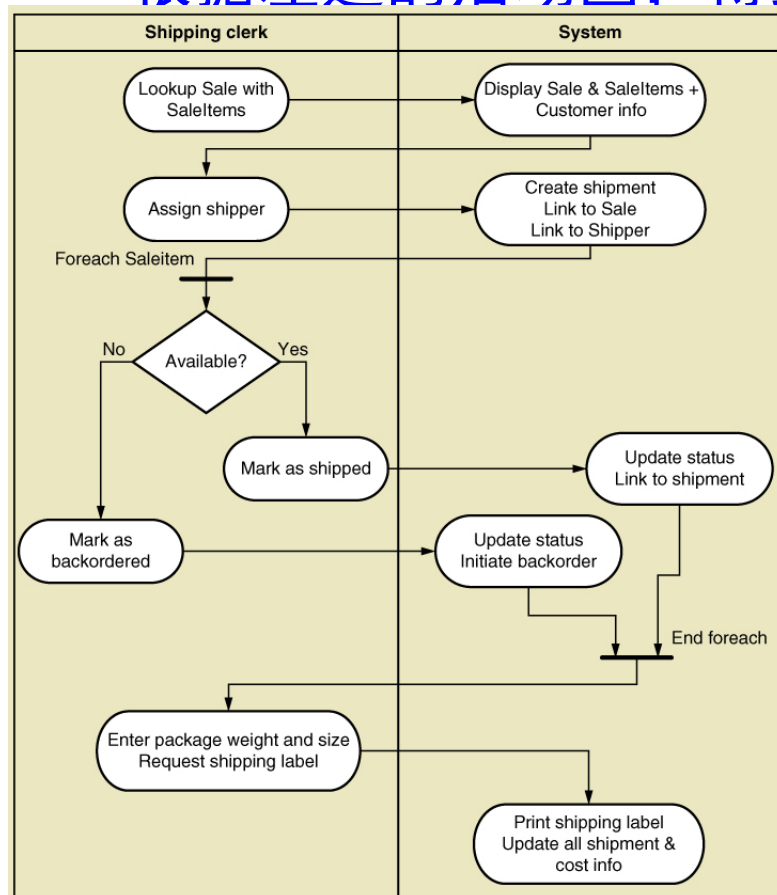 Shipping clerk
System
Lookup Sale with
SaleItems
Display Sale & SaleItems +
Customer info
Assign shipper
Create shipment
Link to Sale
Link to Shipper
Foreach Saleitem
No
Available?
Yes
Mark as shipped
Update status
Link to shipment
Mark as
backordered
Update status
Initiate backorder
End foreach
Enter package weight and size
Request shipping label
Print shipping label
Update all shipment &
cost info